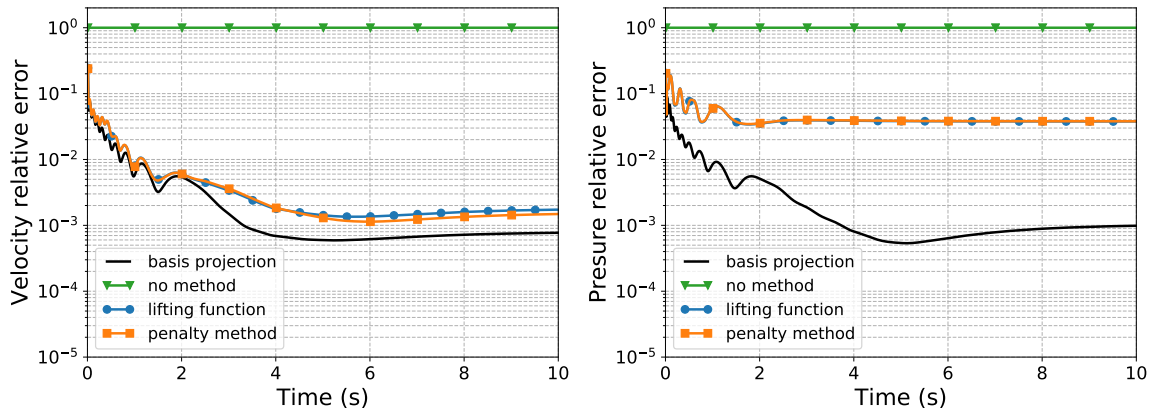 Velocity relative error
10^0
10^-1
10^-2
10^-3
10^-4
10^-5
basis projection
no method
lifting function
penalty method
0 2 4 6 8 10
Time (s)
Presure relative error
10^0
10^-1
10^-2
10^-3
10^-4
10^-5
basis projection
no method
lifting function
penalty method
0 2 4 6 8 10
Time (s)